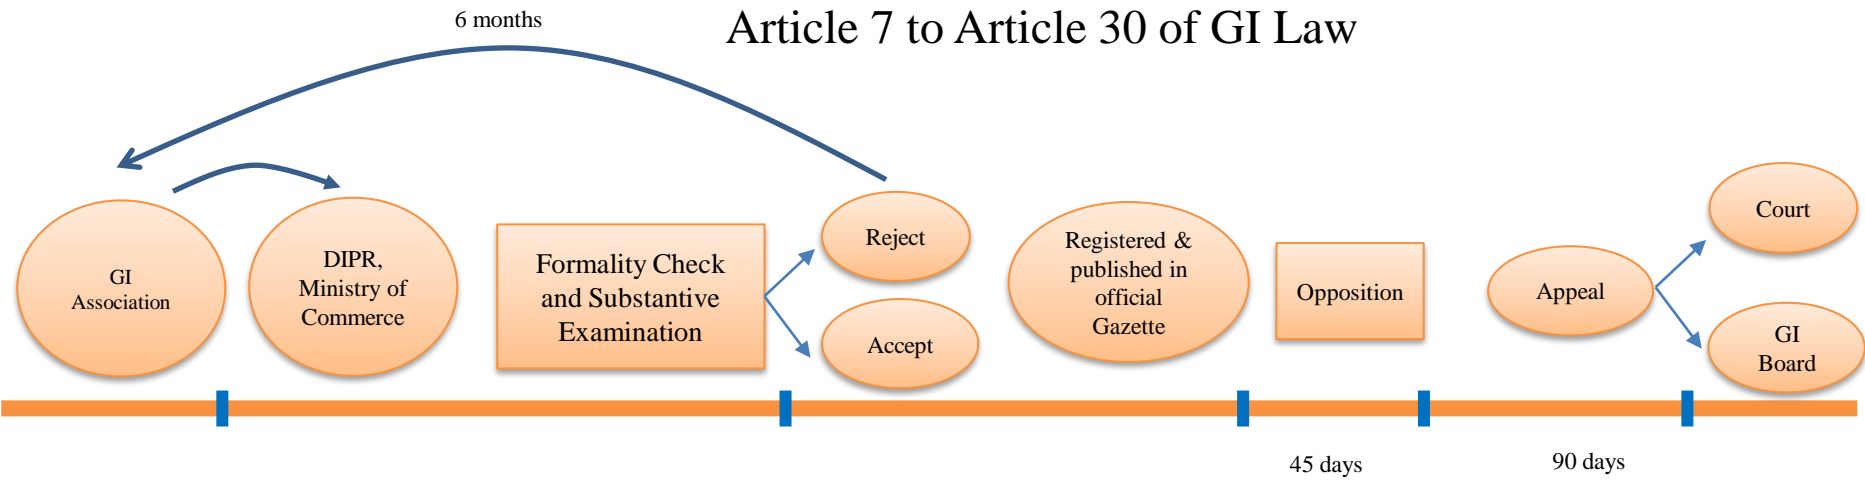 6 months
Article 7 to Article 30 of GI Law
GI
Association
DIPR,
Ministry of
Commerce
Formality Check
and Substantive
Examination
Reject
Accept
Registered &
published in
official
Gazette
Opposition
Appeal
Court
GI
Board
45 days
90 days